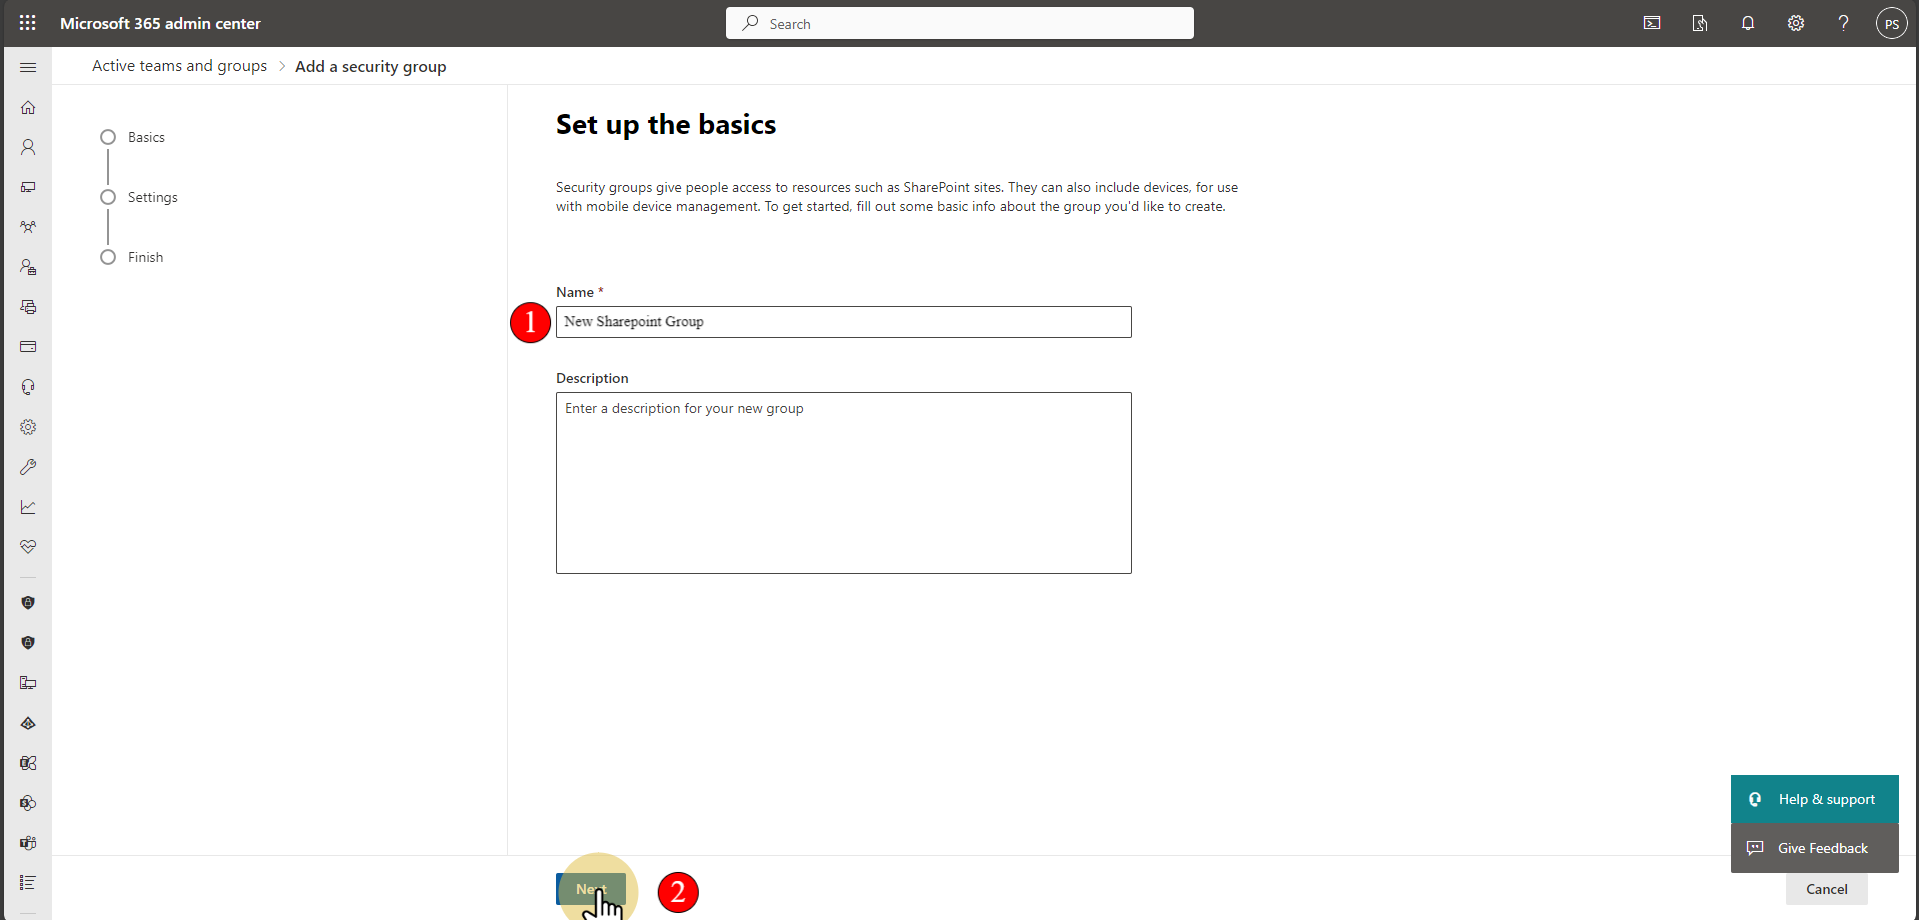 Microsoft 365 admin center
Search
PS
Active teams and groups > Add a security group
Basics
Settings
Finish
Set up the basics
Security groups give people access to resources such as SharePoint sites. They can also include devices, for use
with mobile device management. To get started, fill out some basic info about the group you'd like to create.
Name *
1
New Sharepoint Group
Description
Enter a description for your new group
Help & support
Give Feedback
Next
2
Cancel